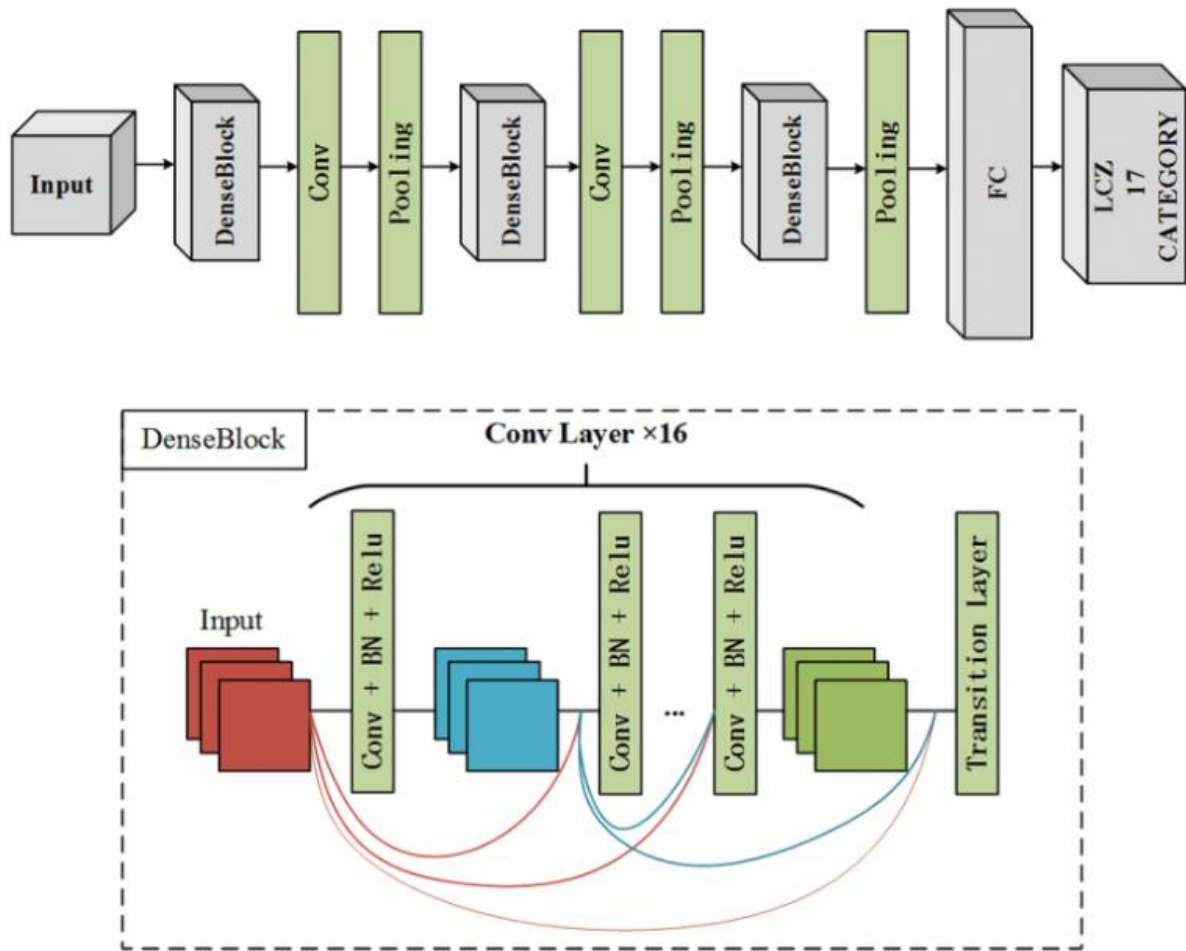 Input
DenseBlock
Conv
Pooling
DenseBlock
Conv
Pooling
DenseBlock
Pooling
FC
LCZ
17
CATEGORY
DenseBlock
Conv Layer ×16
Input
Conv + BN + Relu
Conv + BN + Relu
...
Conv + BN + Relu
Transition Layer